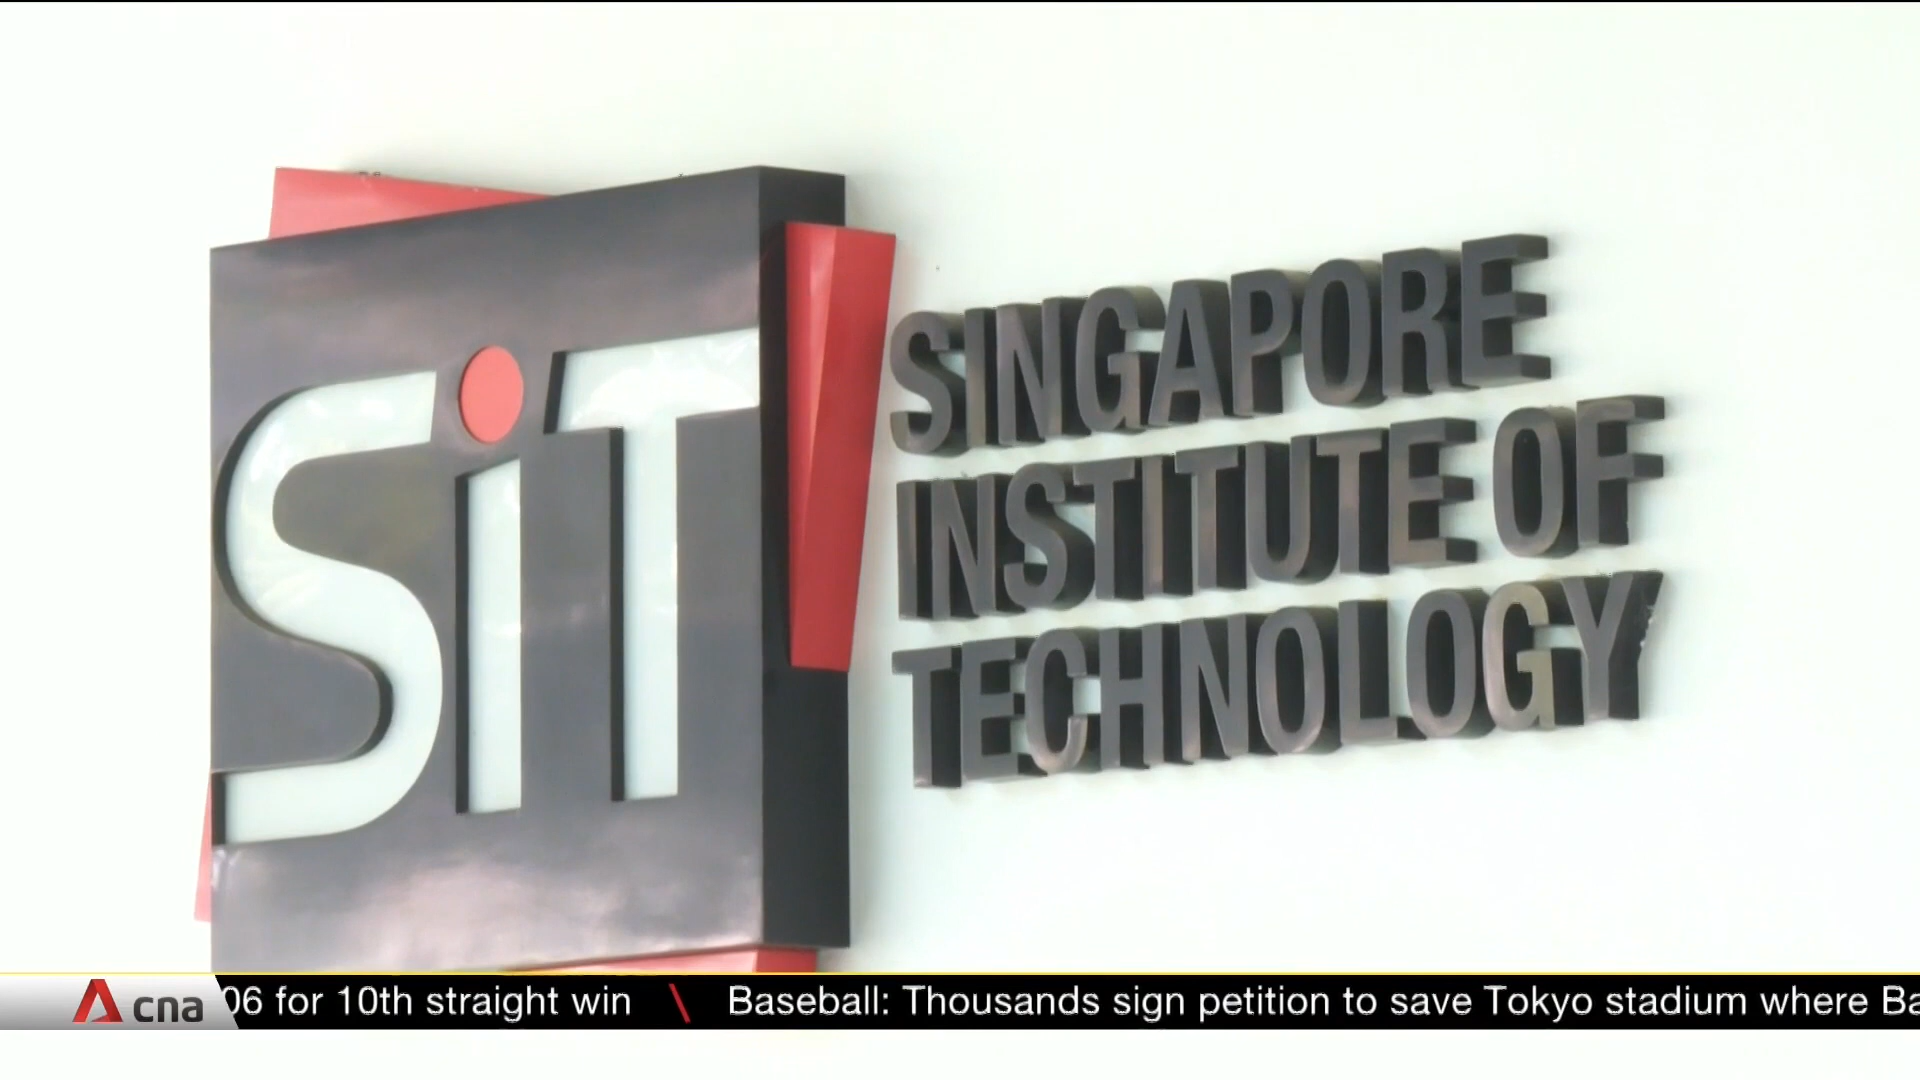 SiT
SINGAPORE
INSTITUTE OF
TECHNOLOGY
cna
06 for 10th straight win \ Baseball: Thousands sign petition to save Tokyo stadium where Ba